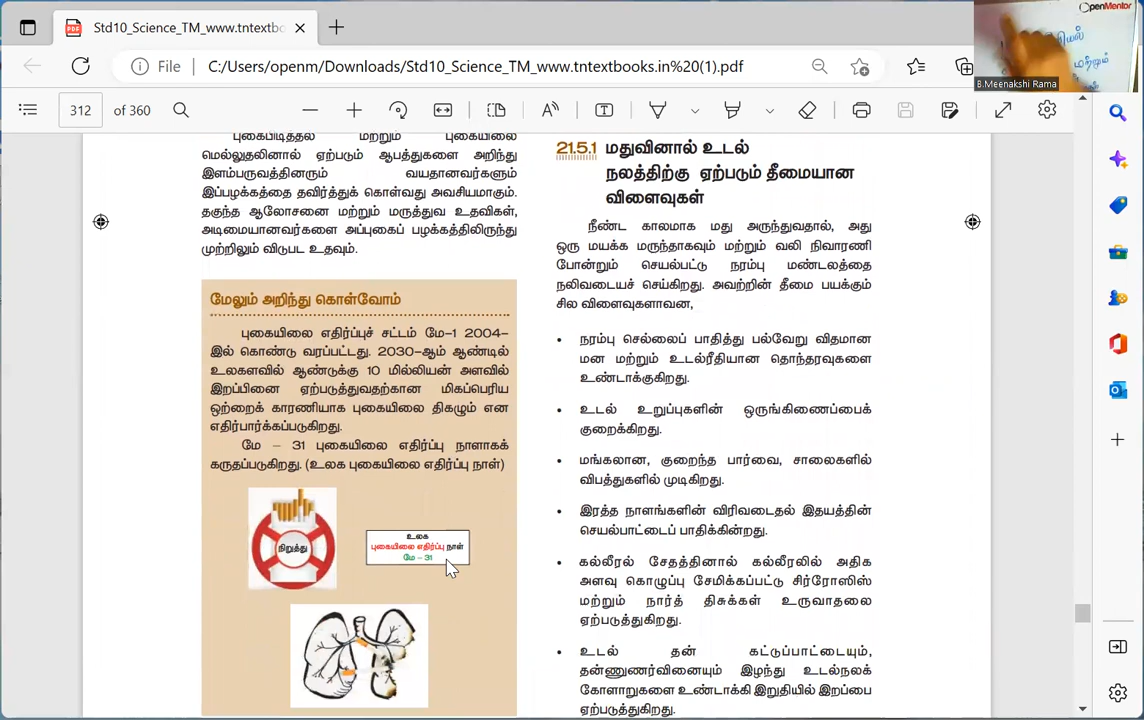 Std10_Science_TM_www.tntextbo
File
C:/Users/openm/Downloads/Std10_Science_TM_www.tntextbooks.in%20(1).pdf
312
of 360
OpenMentor
மற்றும்
B.Meenakshi Rama
புகைபிடித்தல் மற்றும் புகையிலை
மெல்லுதலினால் ஏற்படும் ஆபத்துகளை அறிந்து
இளம்பருவத்தினரும் வயதானவர்களும்
இப்பழக்கத்தை தவிர்த்துக் கொள்வது அவசியமாகும்.
தகுந்த ஆலோசனை மற்றும் மருத்துவ உதவிகள்,
அடிமையானவர்களை அப்புகைப் பழக்கத்திலிருந்து
முற்றிலும் விடுபட உதவும்.
மேலும் அறிந்து கொள்வோம்
புகையிலை எதிர்ப்புச் சட்டம் மே-1 2004-
இல் கொண்டு வரப்பட்டது. 2030-ஆம் ஆண்டில்
உலகளவில் ஆண்டுக்கு 10 மில்லியன் அளவில்
இறப்பினை ஏற்படுத்துவதற்கான மிகப்பெரிய
ஒற்றைக் காரணியாக புகையிலை திகழும் என
எதிர்பார்க்கப்படுகிறது.
மே – 31 புகையிலை எதிர்ப்பு நாளாகக்
கருதப்படுகிறது. (உலக புகையிலை எதிர்ப்பு நாள்)
நிறுத்து
உலக
புகையிலை எதிர்ப்பு நாள்
மே – 31
21.5.1 மதுவினால் உடல்
நலத்திற்கு ஏற்படும் தீமையான
விளைவுகள்
நீண்ட காலமாக மது அருந்துவதால், அது
ஒரு மயக்க மருந்தாகவும் மற்றும் வலி நிவாரணி
போன்றும் செயல்பட்டு நரம்பு மண்டலத்தை
நலிவடையச் செய்கிறது. அவற்றின் தீமை பயக்கும்
சில விளைவுகளாவன,
• நரம்பு செல்லைப் பாதித்து பல்வேறு விதமான
மன மற்றும் உடல்ரீதியான தொந்தரவுகளை
உண்டாக்குகிறது.
• உடல் உறுப்புகளின் ஒருங்கிணைப்பைக்
குறைக்கிறது.
• மங்கலான, குறைந்த பார்வை, சாலைகளில்
விபத்துகளில் முடிகிறது.
• இரத்த நாளங்களின் விரிவடைதல் இதயத்தின்
செயல்பாட்டைப் பாதிக்கின்றது.
• கல்லீரல் சேதத்தினால் கல்லீரலில் அதிக
அளவு கொழுப்பு சேமிக்கப்பட்டு சிர்ரோஸிஸ்
மற்றும் நார்த் திசுக்கள் உருவாதலை
ஏற்படுத்துகிறது.
• உடல் தன் கட்டுப்பாட்டையும்,
தன்ணுணர்வினையும் இழந்து உடல்நலக்
கோளாறுகளை உண்டாக்கி இறுதியில் இறப்பை
ஏற்படுத்துகிறது.